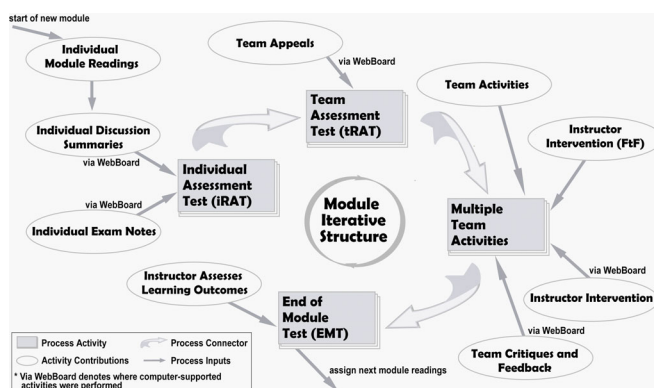 start of new module
Individual
Module Readings
Team Appeals
via WebBoard
Team Activities
Team
Assessment
Test (tRAT)
Individual Discussion
Summaries
via WebBoard
Instructor
Intervention (FtF)
Individual
Assessment
Test (iRAT)
via WebBoard
Individual Exam Notes
Module
Iterative
Structure
Multiple
Team
Activities
via WebBoard
Instructor Intervention
Instructor Assesses
Learning Outcomes
End of
Module
Test (EMT)
via WebBoard
Team Critiques and
Feedback
assign next module readings
Process Activity
Process Connector
Activity Contributions
Process Inputs
* Via WebBoard denotes where computer-supported
activities were performed